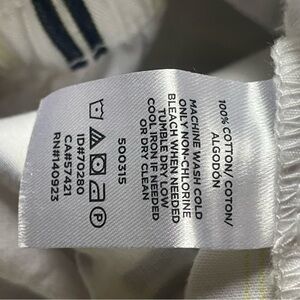 100% COTTON/
COTON/
ALGODÓN
MACHINE WASH COLD
ONLY NON-CHLORINE
BLEACH WHEN NEEDED
TUMBLE DRY LOW
COOL IRON IF NEEDED
OR DRY CLEAN
500315
P
ID#70280
CA#57421
RN#140923